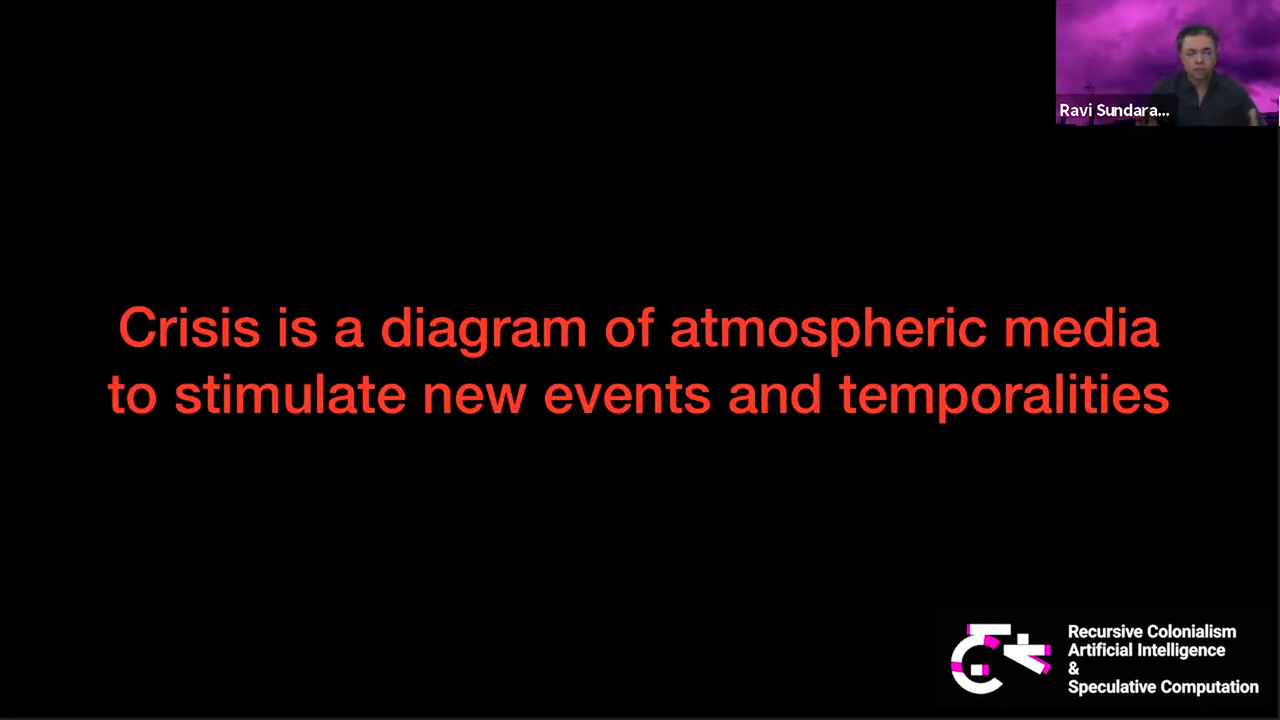 Ravi Sundara...
Crisis is a diagram of atmospheric media
to stimulate new events and temporalities
Recursive Colonialism
Artificial Intelligence
&
Speculative Computation